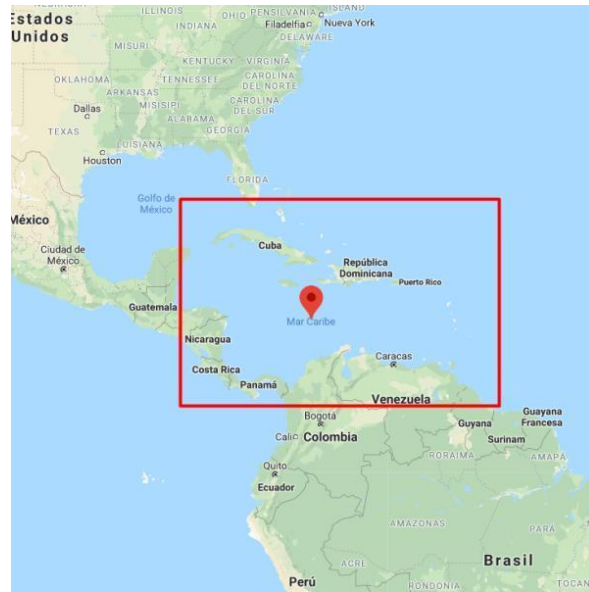 ILLINOIS
OHIO
PENSILVANIA
ISLAND
Estados
Unidos
INDIANA
Filadelfia
Nueva York
DELAWARE
MISURI
KENTUCKY
VIRGINIA
OKLAHOMA
TENNESSEE
CAROLINA
DEL NORTE
ARKANSAS
Dallas
MISISIPI
CAROLINA
DEL SUR
ALABAMA
TEXAS
GEORGIA
LUISIANA
Houston
FLORIDA
Golfo de
México
México
Ciudad de
México
Cuba
República
Dominicana
Puerto Rico
Guatemala
Mar Caribe
Nicaragua
Caracas
Costa Rica
Panamá
Venezuela
Bogotá
Guayana
Francesa
Guyana
Cali
Colombia
Surinam
RORAIMA
AMAPÁ
Quito
Ecuador
AMAZONAS
PARÁ
ACRE
Brasil
Perú
RONDONIA
TOCAN